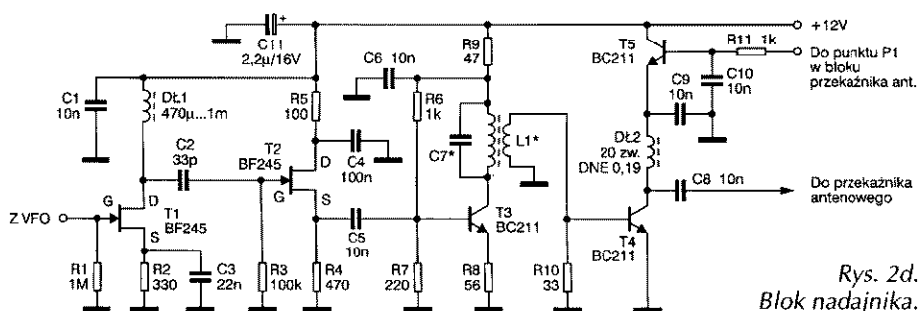 C11
2,2µ/16V
+
+12V
C1
10n
DŁ1
470µ...1m
C2
33p
R5
100
T2
BF245
D
G
S
C4
100n
C6 10n
R6
1k
R9
47
C7*
L1*
T5
BC211
R11 1k
Do punktu P1
w bloku
przekaźnika ant.
C9
10n
C10
10n
DŁ2
20 zw.
DNE 0,19
C8 10n
Do przekaźnika
antenowego
Z VFO
G
D
S
T1
BF245
R1
1M
R2
330
C3
22n
R3
100k
R4
470
C5
10n
R7
220
T3
BC211
R8
56
R10
33
T4
BC211
Rys. 2d.
Blok nadajnika.